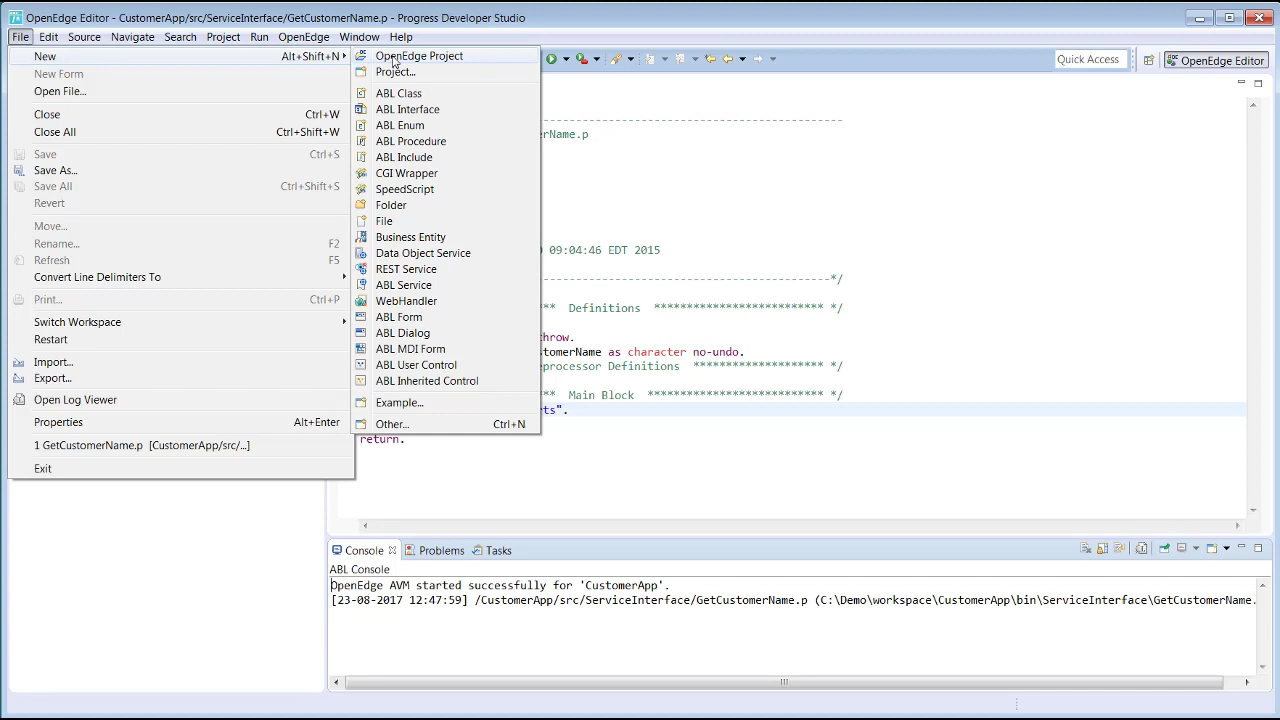 OpenEdge Editor - CustomerApp/src/ServiceInterface/GetCustomerName.p - Progress Developer Studio
File Edit Source Navigate Search Project Run OpenEdge Window Help
New Alt+Shift+N
New Form
Open File...
Close Ctrl+W
Close All Ctrl+Shift+W
Save Ctrl+S
Save As...
Save All Ctrl+Shift+S
Revert
Move...
Rename... F2
Refresh F5
Convert Line Delimiters To
Print... Ctrl+P
Switch Workspace
Restart
Import...
Export...
Open Log Viewer
Properties Alt+Enter
1 GetCustomerName.p [CustomerApp/src/...]
Exit
OpenEdge Project
Project...
ABL Class
ABL Interface
ABL Enum
ABL Procedure
ABL Include
CGI Wrapper
SpeedScript
Folder
File
Business Entity
Data Object Service
REST Service
ABL Service
WebHandler
ABL Form
ABL Dialog
ABL MDI Form
ABL User Control
ABL Inherited Control
Example...
Other... Ctrl+N
Quick Access
OpenEdge Editor
erName.p
09:04:46 EDT 2015
*/
*** Definitions ************************** */
hrow.
stomerName as character no-undo.
eprocessor Definitions ********************* */
*** Main Block ************************** */
rts".
return.
Console Problems Tasks
ABL Console
OpenEdge AVM started successfully for 'CustomerApp'.
[23-08-2017 12:47:59] /CustomerApp/src/ServiceInterface/GetCustomerName.p (C:\Demo\workspace\CustomerApp\bin\ServiceInterface\GetCustomerName.